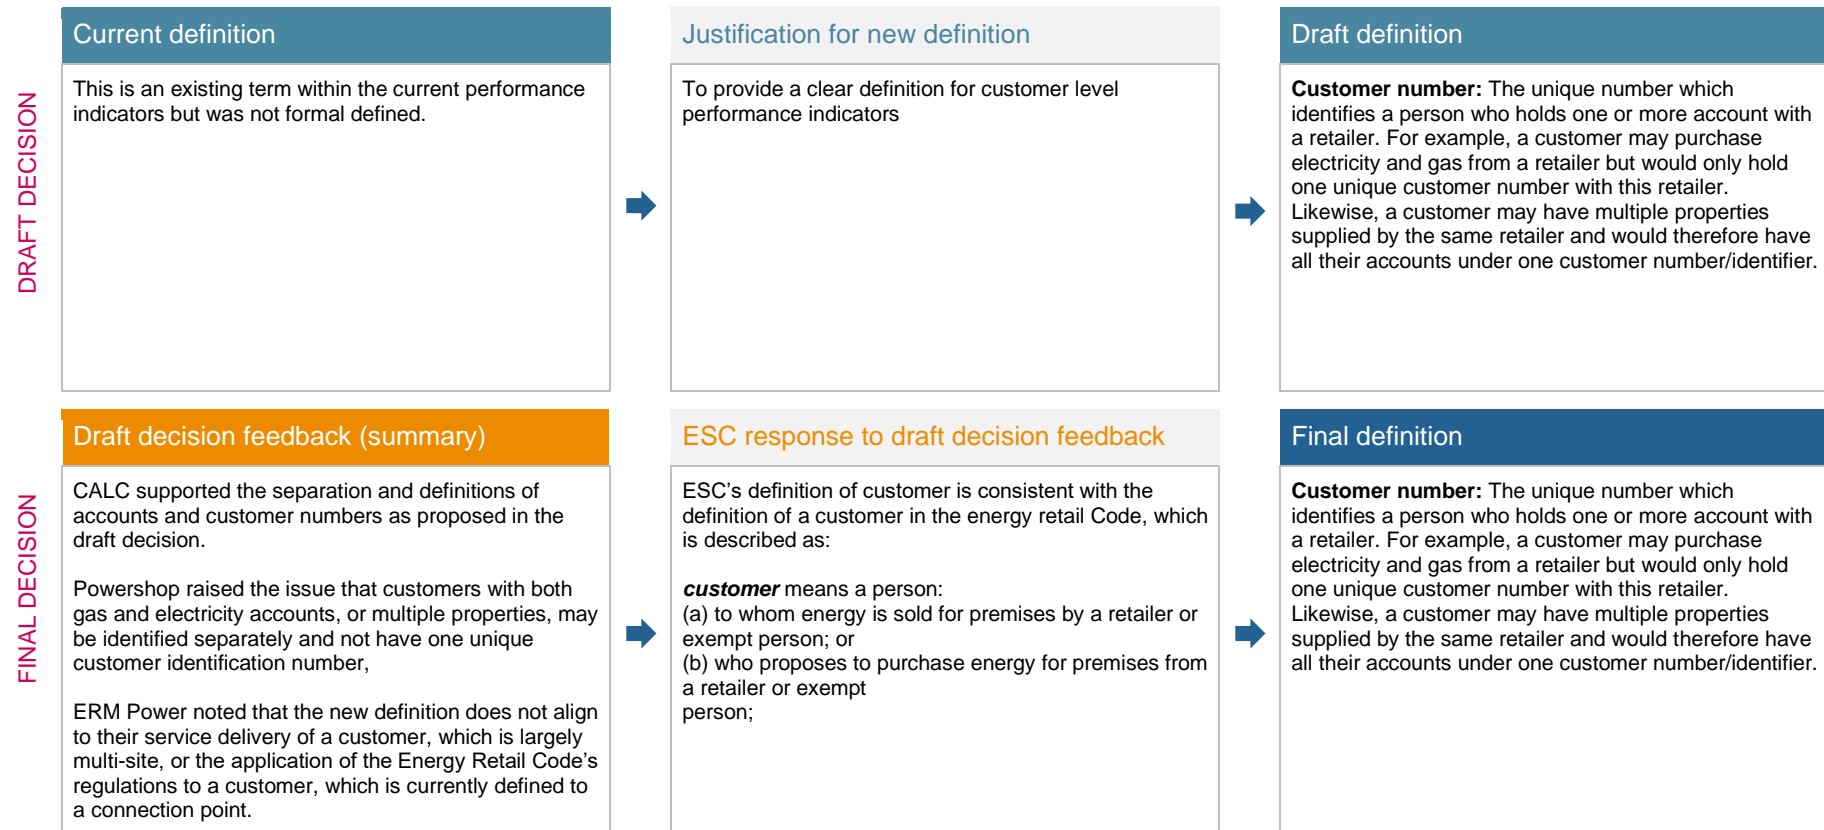 DRAFT DECISION
Current definition
This is an existing term within the current performance
indicators but was not formal defined.
Justification for new definition
To provide a clear definition for customer level
performance indicators
Draft definition
Customer number: The unique number which
identifies a person who holds one or more account with
a retailer. For example, a customer may purchase
electricity and gas from a retailer but would only hold
one unique customer number with this retailer.
Likewise, a customer may have multiple properties
supplied by the same retailer and would therefore have
all their accounts under one customer number/identifier.
FINAL DECISION
Draft decision feedback (summary)
CALC supported the separation and definitions of
accounts and customer numbers as proposed in the
draft decision.
Powershop raised the issue that customers with both
gas and electricity accounts, or multiple properties, may
be identified separately and not have one unique
customer identification number,
ERM Power noted that the new definition does not align
to their service delivery of a customer, which is largely
multi-site, or the application of the Energy Retail Code's
regulations to a customer, which is currently defined to
a connection point.
ESC response to draft decision feedback
ESC's definition of customer is consistent with the
definition of a customer in the energy retail Code, which
is described as:
customer means a person:
(a) to whom energy is sold for premises by a retailer or
exempt person; or
(b) who proposes to purchase energy for premises from
a retailer or exempt
person;
Final definition
Customer number: The unique number which
identifies a person who holds one or more account with
a retailer. For example, a customer may purchase
electricity and gas from a retailer but would only hold
one unique customer number with this retailer.
Likewise, a customer may have multiple properties
supplied by the same retailer and would therefore have
all their accounts under one customer number/identifier.